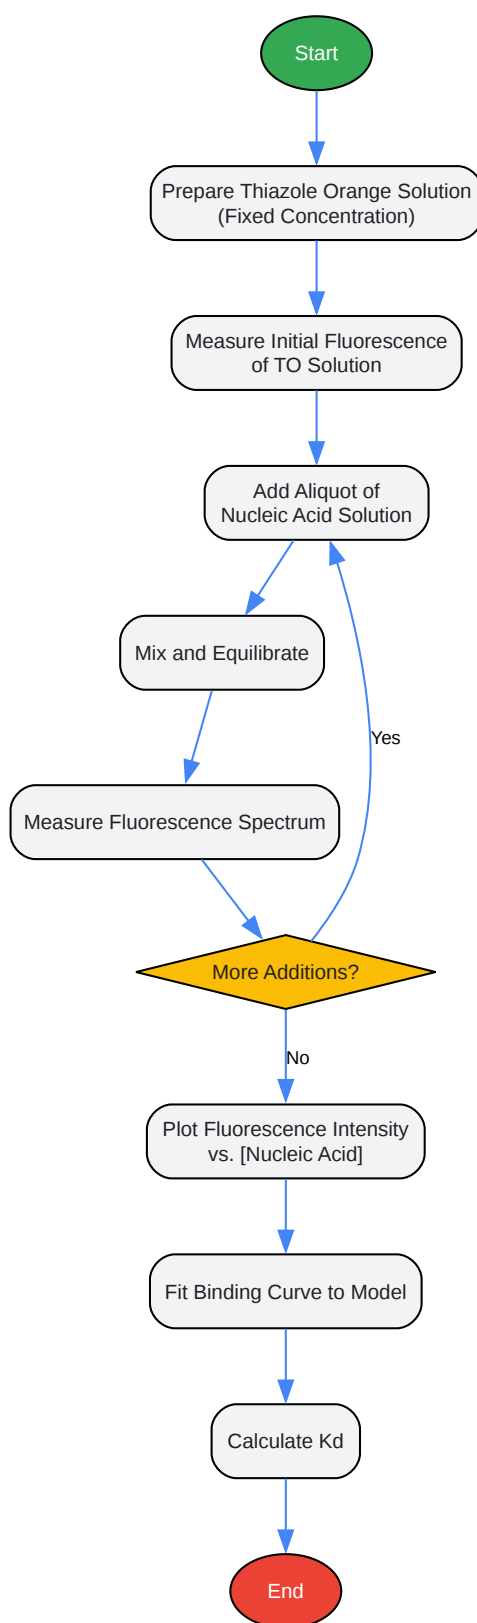 Start
Prepare Thiazole Orange Solution
(Fixed Concentration)
Measure Initial Fluorescence
of TO Solution
Add Aliquot of
Nucleic Acid Solution
Mix and Equilibrate
Yes
Measure Fluorescence Spectrum
More Additions?
No
Plot Fluorescence Intensity
vs. [Nucleic Acid]
Fit Binding Curve to Model
Calculate Kd
End